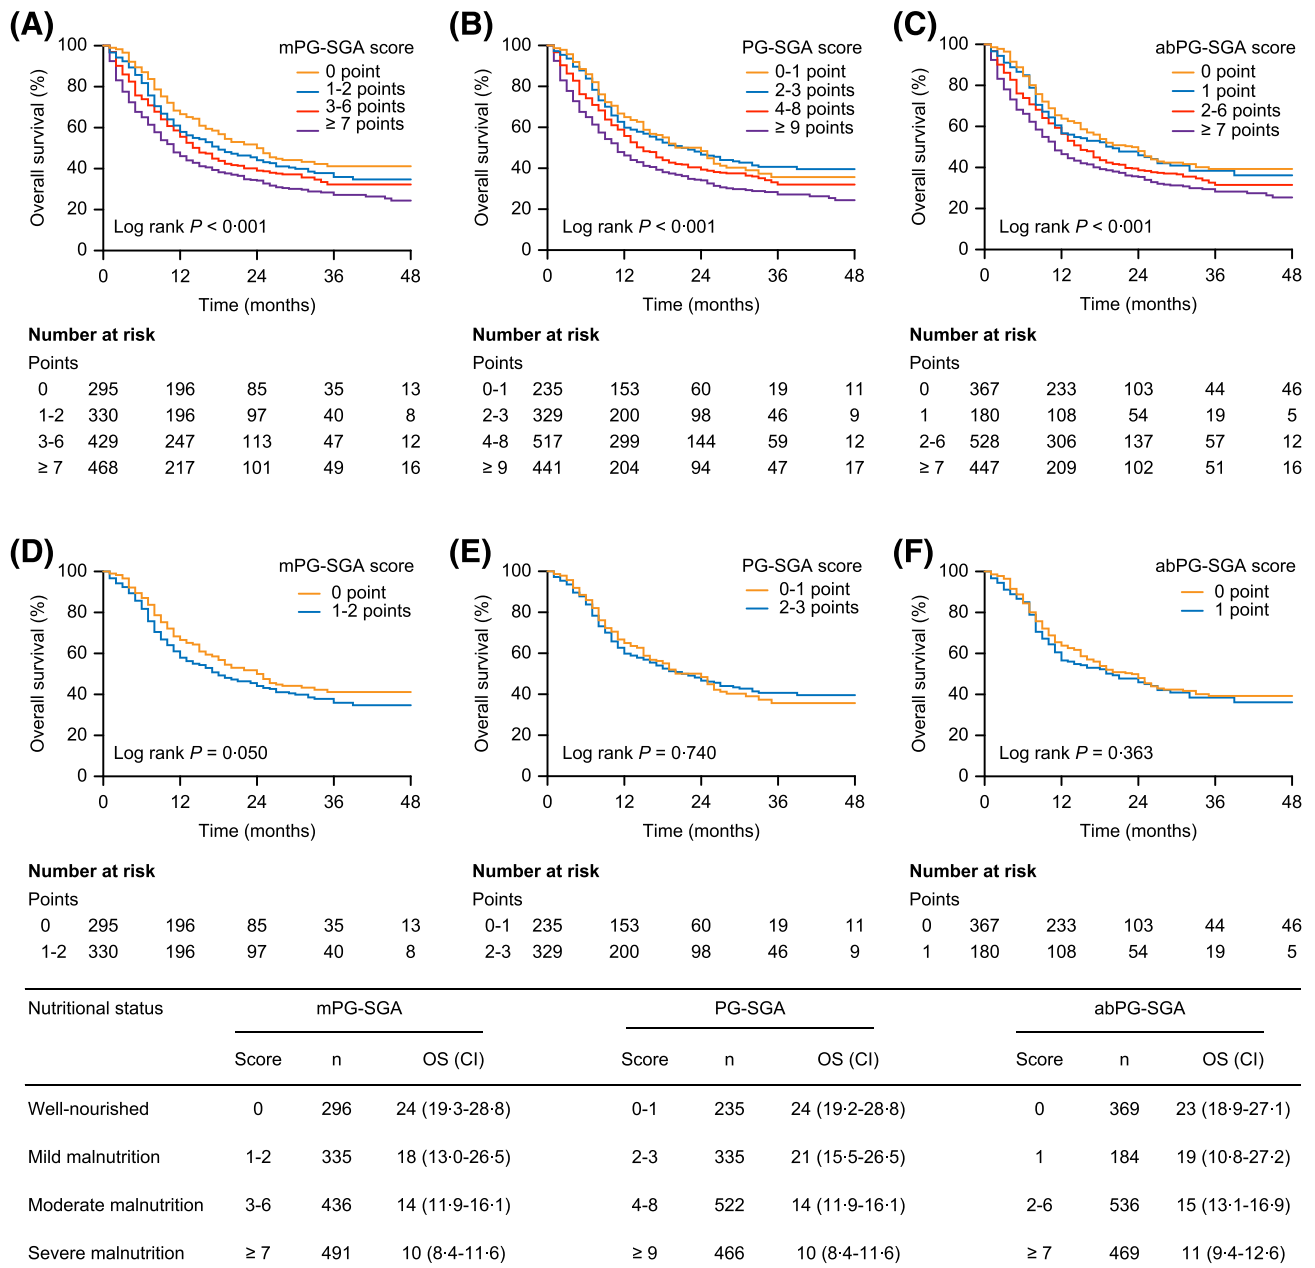 (A)
mPG-SGA score
0 point
1-2 points
3-6 points
≥ 7 points
Overall survival (%)
100
80
60
40
20
0
Log rank P < 0·001
0 12 24 36 48
Time (months)
Number at risk
Points
0 295 196 85 35 13
1-2 330 196 97 40 8
3-6 429 247 113 47 12
≥ 7 468 217 101 49 16
(B)
PG-SGA score
0-1 point
2-3 points
4-8 points
≥ 9 points
Overall survival (%)
100
80
60
40
20
0
Log rank P < 0·001
0 12 24 36 48
Time (months)
Number at risk
Points
0-1 235 153 60 19 11
2-3 329 200 98 46 9
4-8 517 299 144 59 12
≥ 9 441 204 94 47 17
(C)
abPG-SGA score
0 point
1 point
2-6 points
≥ 7 points
Overall survival (%)
100
80
60
40
20
0
Log rank P < 0·001
0 12 24 36 48
Time (months)
Number at risk
Points
0 367 233 103 44 46
1 180 108 54 19 5
2-6 528 306 137 57 12
≥ 7 447 209 102 51 16
(D)
mPG-SGA score
0 point
1-2 points
Overall survival (%)
100
80
60
40
20
0
Log rank P = 0·050
0 12 24 36 48
Time (months)
Number at risk
Points
0 295 196 85 35 13
1-2 330 196 97 40 8
(E)
PG-SGA score
0-1 point
2-3 points
Overall survival (%)
100
80
60
40
20
0
Log rank P = 0·740
0 12 24 36 48
Time (months)
Number at risk
Points
0-1 235 153 60 19 11
2-3 329 200 98 46 9
(F)
abPG-SGA score
0 point
1 point
Overall survival (%)
100
80
60
40
20
0
Log rank P = 0·363
0 12 24 36 48
Time (months)
Number at risk
Points
0 367 233 103 44 46
1 180 108 54 19 5
Nutritional status mPG-SGA PG-SGA abPG-SGA
Score n OS (CI) Score n OS (CI) Score n OS (CI)
Well-nourished 0 296 24 (19·3-28·8) 0-1 235 24 (19·2-28·8) 0 369 23 (18·9-27·1)
Mild malnutrition 1-2 335 18 (13·0-26·5) 2-3 335 21 (15·5-26·5) 1 184 19 (10·8-27·2)
Moderate malnutrition 3-6 436 14 (11·9-16·1) 4-8 522 14 (11·9-16·1) 2-6 536 15 (13·1-16·9)
Severe malnutrition ≥ 7 491 10 (8·4-11·6) ≥ 9 466 10 (8·4-11·6) ≥ 7 469 11 (9·4-12·6)